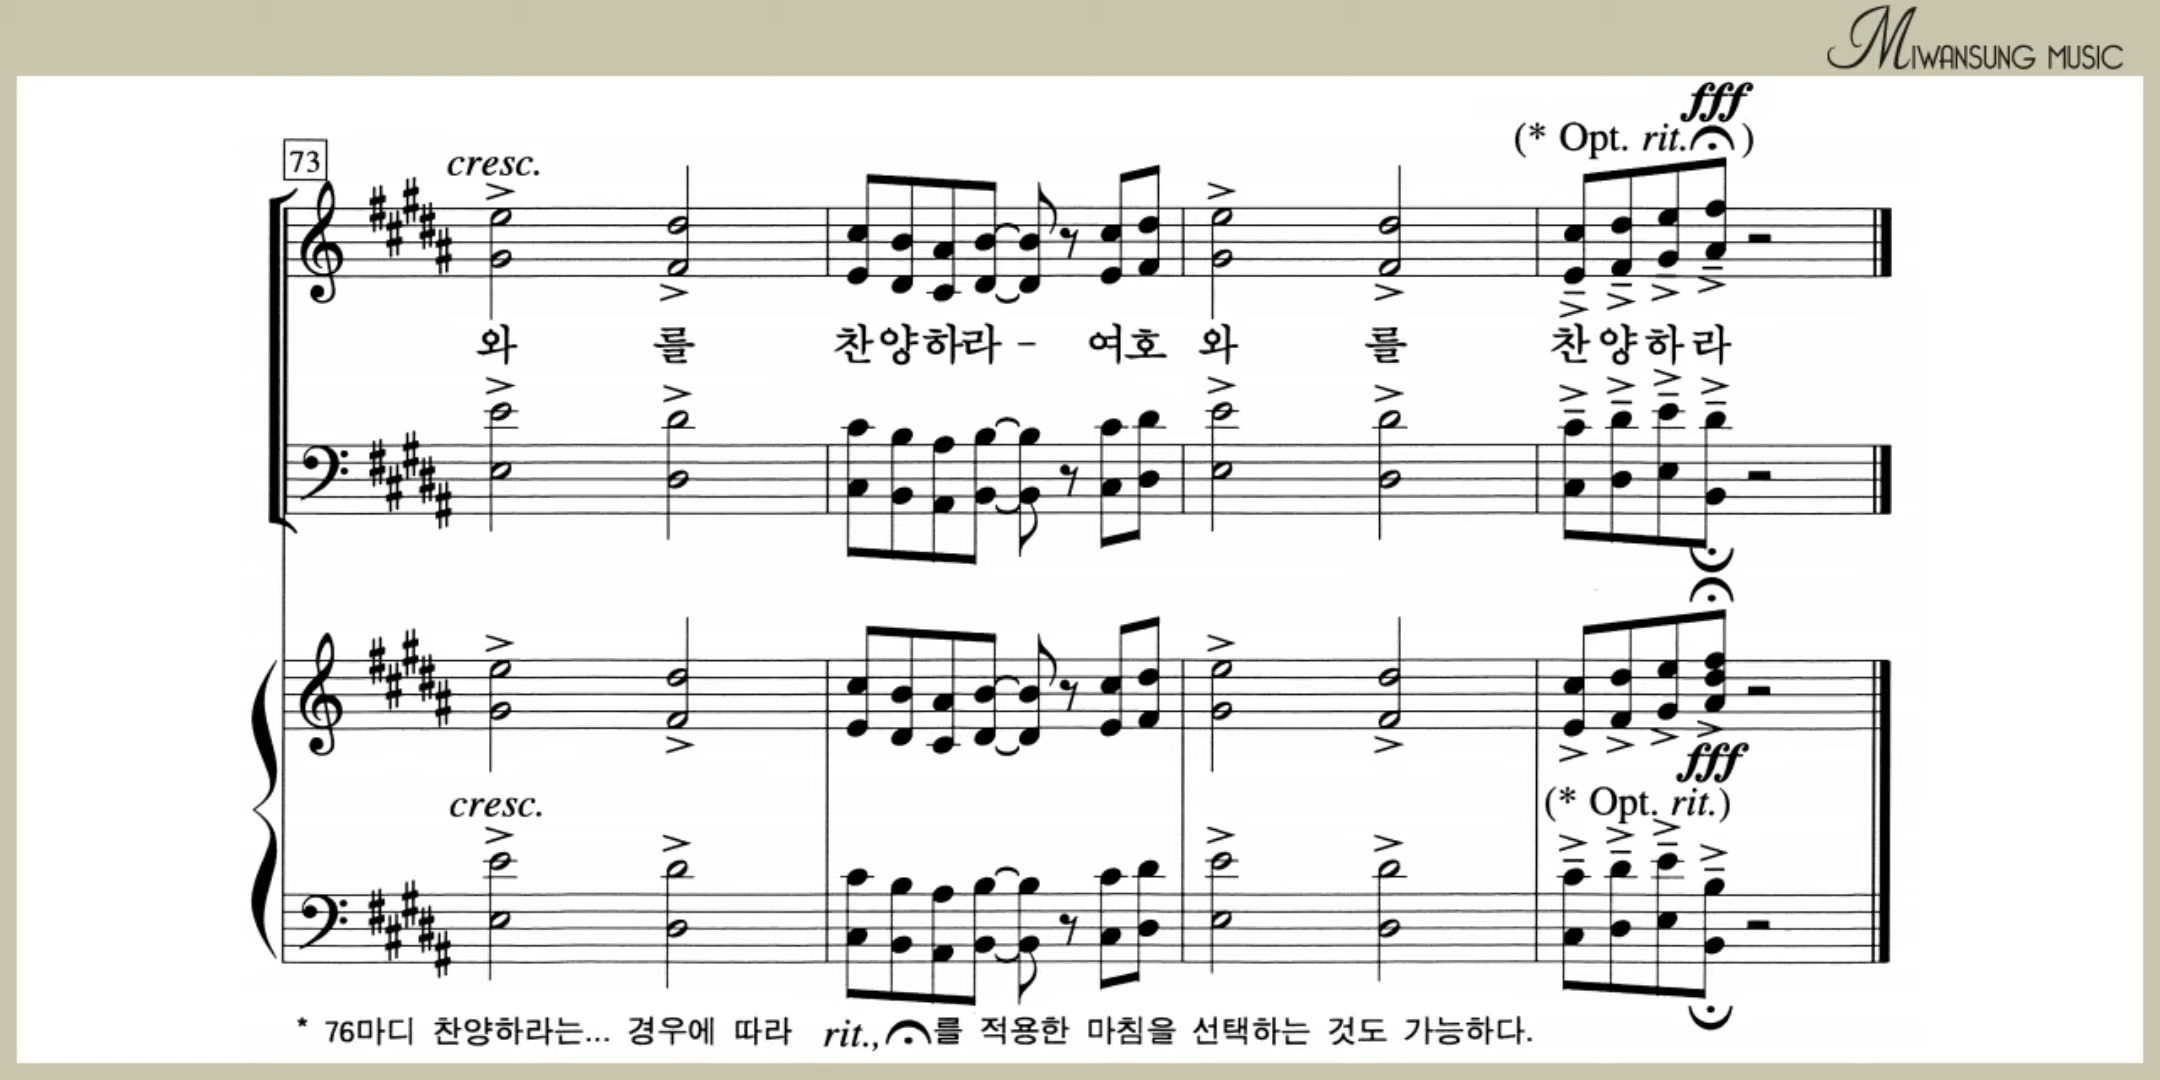 MIWANSUNG MUSIC
fff
(* Opt. rit. )
73
cresc.
와 를 찬양하라 - 여호 와 를 찬양하라
fff
cresc.
(* Opt. rit.)
* 76마디 찬양하라는... 경우에 따라 rit., 를 적용한 마침을 선택하는 것도 가능하다.